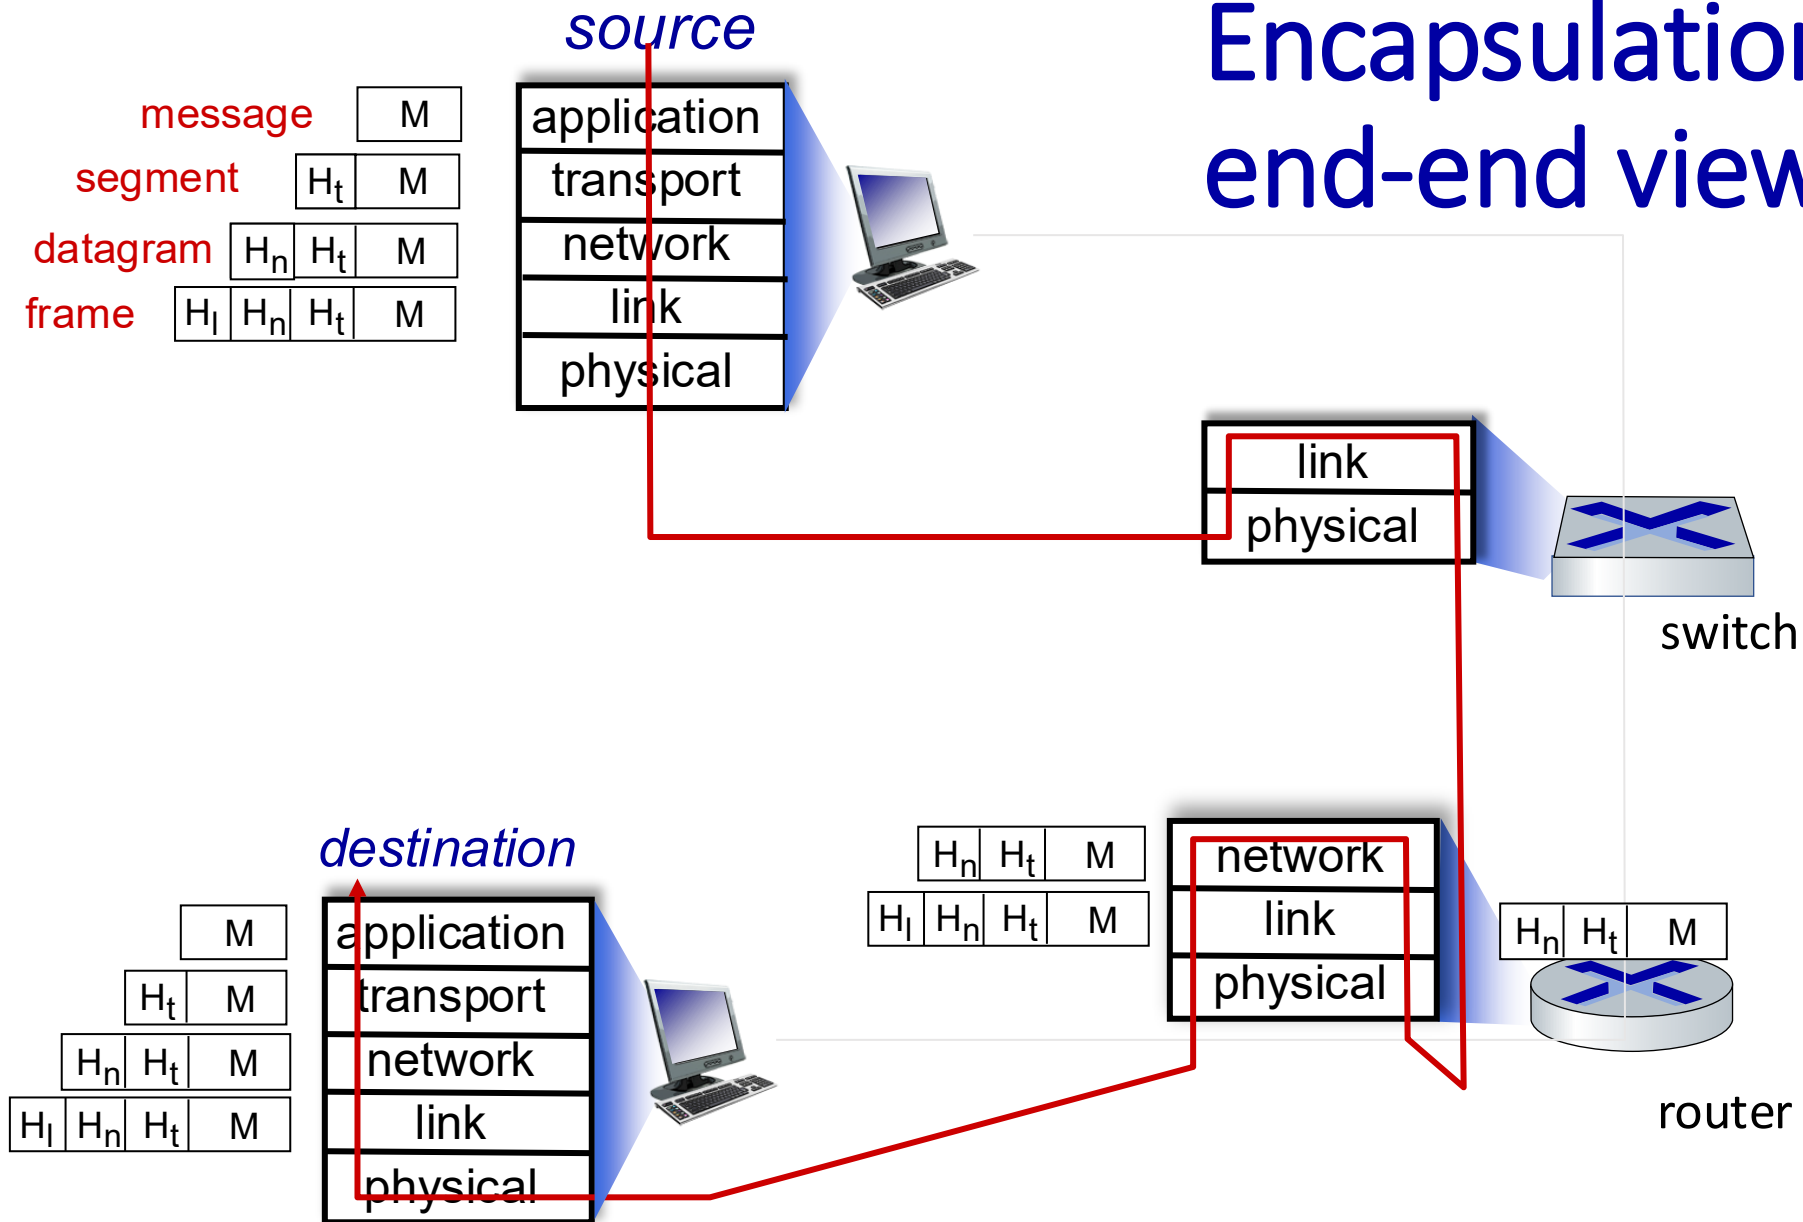 source
Encapsulation
end-end view
message M
segment Ht M
datagram Hn Ht M
frame Hl Hn Ht M
application
transport
network
link
physical
link
physical
switch
destination
M
Ht M
Hn Ht M
Hl Hn Ht M
application
transport
network
link
physical
Hn Ht M
Hl Hn Ht M
network
link
physical
Hn Ht M
router